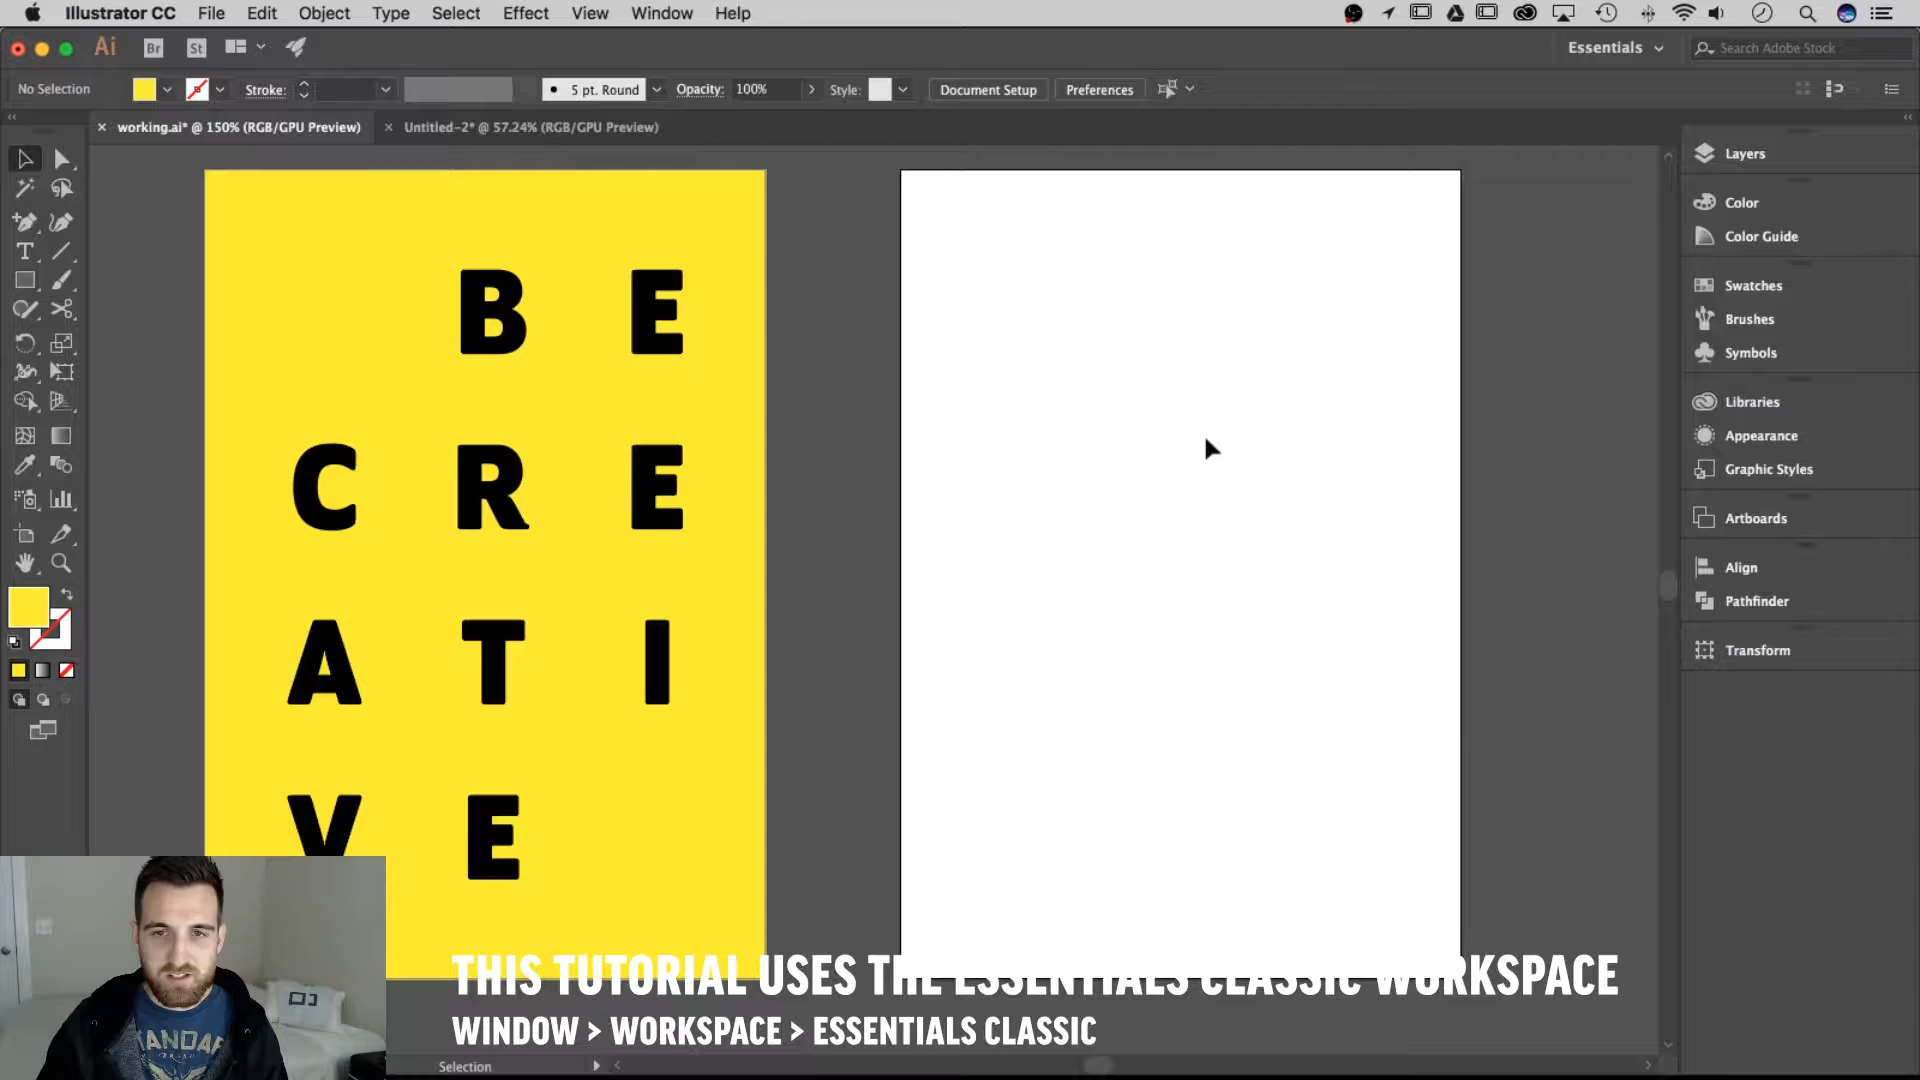 Illustrator CC File Edit Object Type Select Effect View Window Help
Ai Br St Essentials Search Adobe Stock
No Selection Stroke: 5 pt. Round Opacity: 100% Style: Document Setup Preferences
working.ai* @ 150% (RGB/GPU Preview) Untitled-2* @ 57.24% (RGB/GPU Preview)
B E
C R E
A T I
V E
Layers
Color
Color Guide
Swatches
Brushes
Symbols
Libraries
Appearance
Graphic Styles
Artboards
Align
Pathfinder
Transform
THIS TUTORIAL USES THE ESSENTIALS CLASSIC WORKSPACE
WINDOW > WORKSPACE > ESSENTIALS CLASSIC
Selection